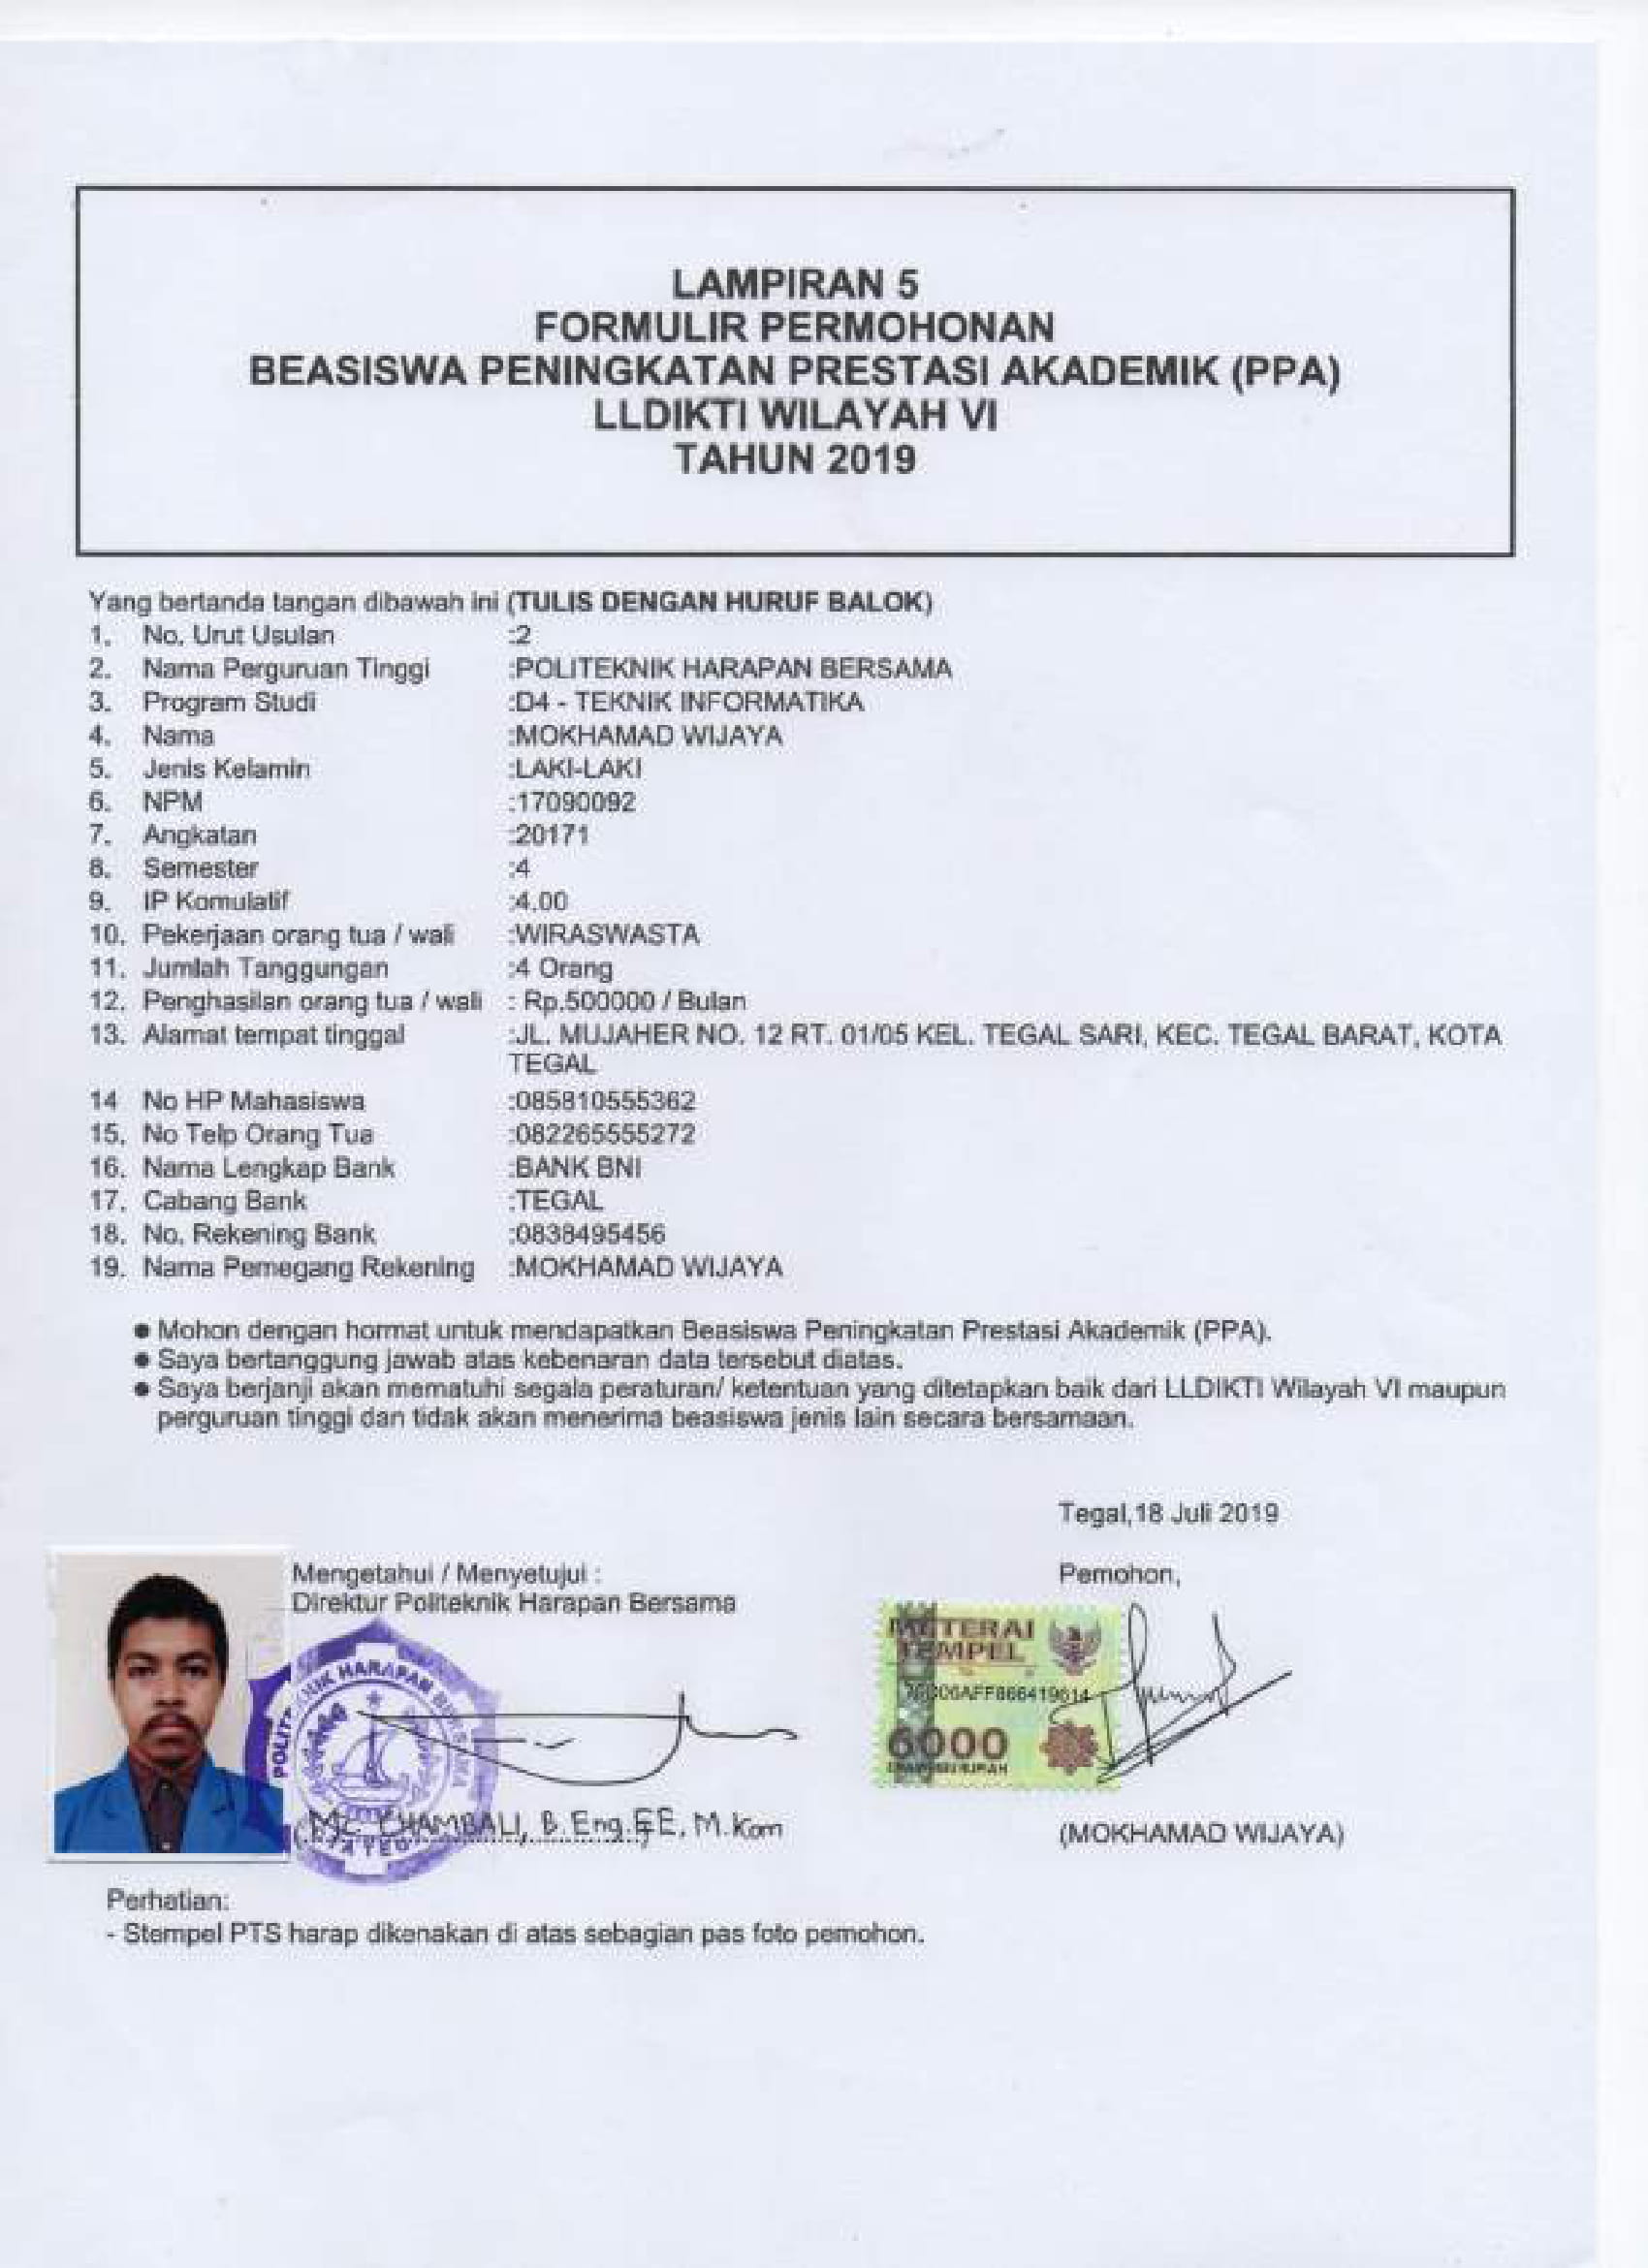 LAMPIRAN 5
FORMULIR PERMOHONAN
BEASISWA PENINGKATAN PRESTASI AKADEMIK (PPA)
LLDIKTI WILAYAH VI
TAHUN 2019
Yang bertanda tangan dibawah ini (TULIS DENGAN HURUF BALOK)
1. No. Urut Usulan :2
2. Nama Perguruan Tinggi :POLITEKNIK HARAPAN BERSAMA
3. Program Studi :D4 - TEKNIK INFORMATIKA
4. Nama :MOKHAMAD WIJAYA
5. Jenis Kelamin :LAKI-LAKI
6. NPM :17090092
7. Angkatan :20171
8. Semester :4
9. IP Komulatif :4.00
10. Pekerjaan orang tua / wali :WIRASWASTA
11. Jumlah Tanggungan :4 Orang
12. Penghasilan orang tua / wali : Rp.500000 / Bulan
13. Alamat tempat tinggal :JL. MUJAHER NO. 12 RT. 01/05 KEL. TEGAL SARI, KEC. TEGAL BARAT, KOTA
TEGAL
14 No HP Mahasiswa :085810555362
15. No Telp Orang Tua :082265555272
16. Nama Lengkap Bank :BANK BNI
17. Cabang Bank :TEGAL
18. No. Rekening Bank :0838495456
19. Nama Pemegang Rekening :MOKHAMAD WIJAYA
● Mohon dengan hormat untuk mendapatkan Beasiswa Peningkatan Prestasi Akademik (PPA).
● Saya bertanggung jawab atas kebenaran data tersebut diatas.
● Saya berjanji akan mematuhi segala peraturan/ ketentuan yang ditetapkan baik dari LLDIKTI Wilayah VI maupun
perguruan tinggi dan tidak akan menerima beasiswa jenis lain secara bersamaan.
Tegal,18 Juli 2019
Mengetahui / Menyetujui :
Direktur Politeknik Harapan Bersama
Pemohon,
METERAI
TEMPEL
6000
HARAPAN BERSAMA
(Mc. CHAMBALI, B.Eng.EE, M.Kom
(MOKHAMAD WIJAYA)
Perhatian:
- Stempel PTS harap dikenakan di atas sebagian pas foto pemohon.